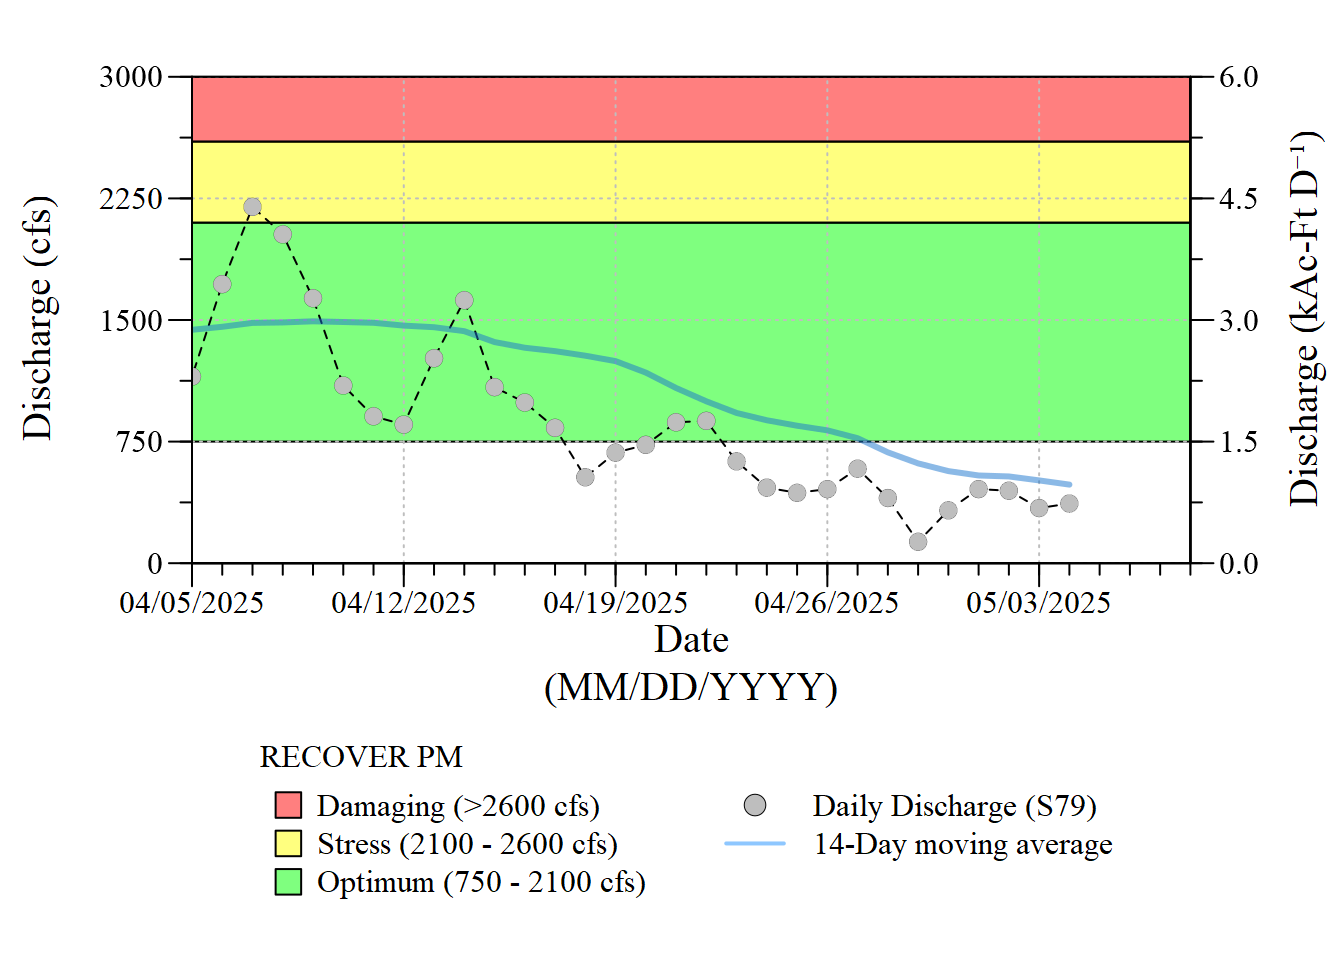 3000
2250
1500
750
0
Discharge (cfs)
6.0
4.5
3.0
1.5
0.0
Discharge (kAc-Ft D⁻¹)
04/05/2025 04/12/2025 04/19/2025 04/26/2025 05/03/2025
Date
(MM/DD/YYYY)
RECOVER PM
Damaging (>2600 cfs)
Stress (2100 - 2600 cfs)
Optimum (750 - 2100 cfs)
Daily Discharge (S79)
14-Day moving average